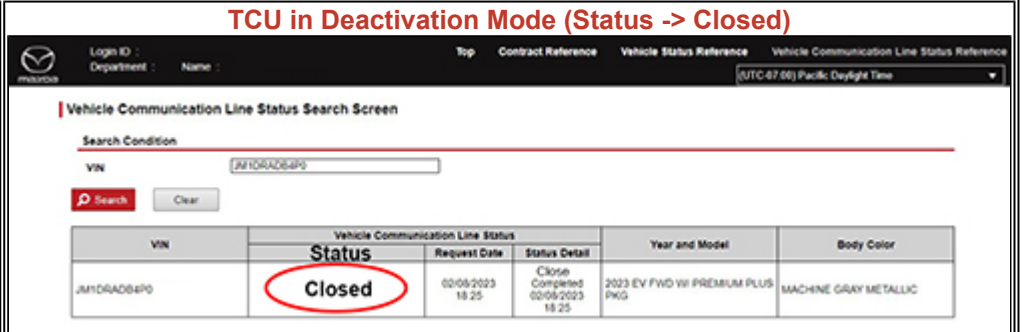 TCU in Deactivation Mode (Status -> Closed)
mazda
Login ID :
Department : Name :
Top Contract Reference Vehicle Status Reference Vehicle Communication Line Status Reference
(UTC-07:00) Pacific Daylight Time
Vehicle Communication Line Status Search Screen
Search Condition
VIN JM1DRADB4P0
Search Clear
VIN Vehicle Communication Line Status Year and Model Body Color
Status Request Date Status Detail
JM1DRADB4P0 Closed 02/08/2023 18:25 Close Completed 02/08/2023 18:25 2023 EV FWD W/ PREMIUM PLUS PKG MACHINE GRAY METALLIC